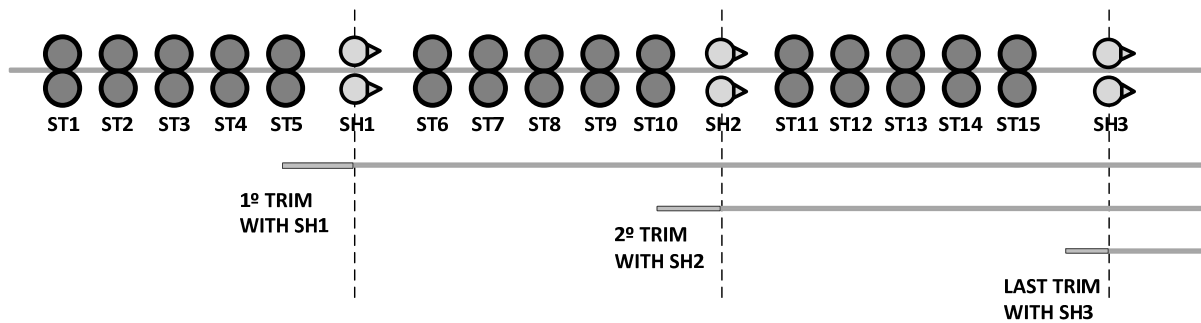 ST1 ST2 ST3 ST4 ST5 SH1 ST6 ST7 ST8 ST9 ST10 SH2 ST11 ST12 ST13 ST14 ST15 SH3
1º TRIM
WITH SH1
2º TRIM
WITH SH2
LAST TRIM
WITH SH3